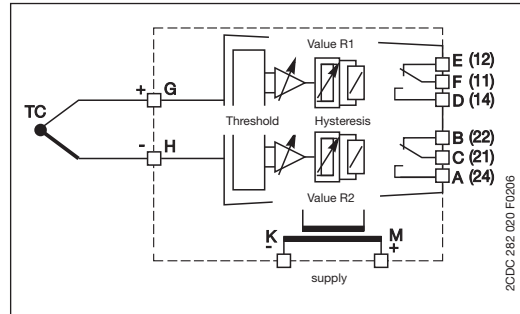 Value R1
E (12)
+ G
F (11)
TC
D (14)
Threshold Hysteresis
B (22)
- H
C (21)
A (24)
Value R2
K M
- +
supply
2CDC 282 020 F0206